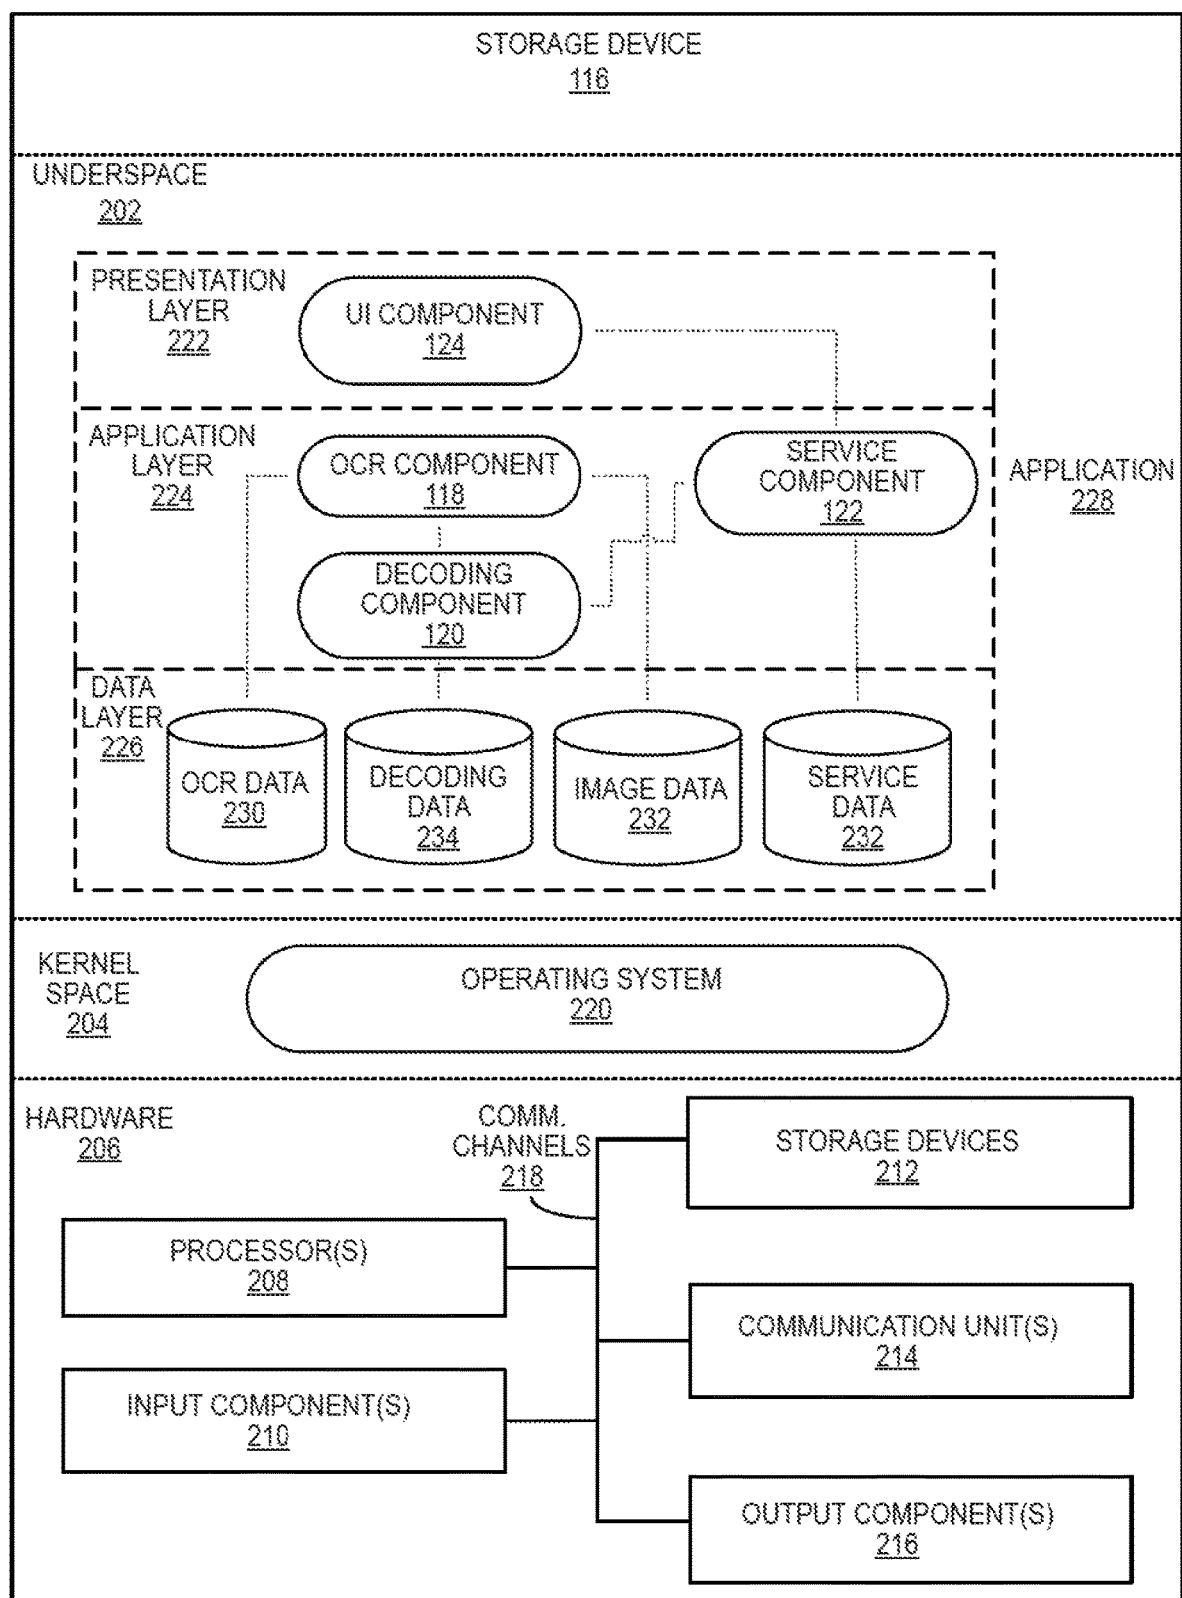 STORAGE DEVICE
116
UNDERSPACE
202
PRESENTATION
LAYER
222
UI COMPONENT
124
APPLICATION
LAYER
224
OCR COMPONENT
118
SERVICE
COMPONENT
122
APPLICATION
228
DECODING
COMPONENT
120
DATA
LAYER
226
OCR DATA
230
DECODING
DATA
234
IMAGE DATA
232
SERVICE
DATA
232
KERNEL
SPACE
204
OPERATING SYSTEM
220
HARDWARE
206
COMM.
CHANNELS
218
STORAGE DEVICES
212
PROCESSOR(S)
208
COMMUNICATION UNIT(S)
214
INPUT COMPONENT(S)
210
OUTPUT COMPONENT(S)
216